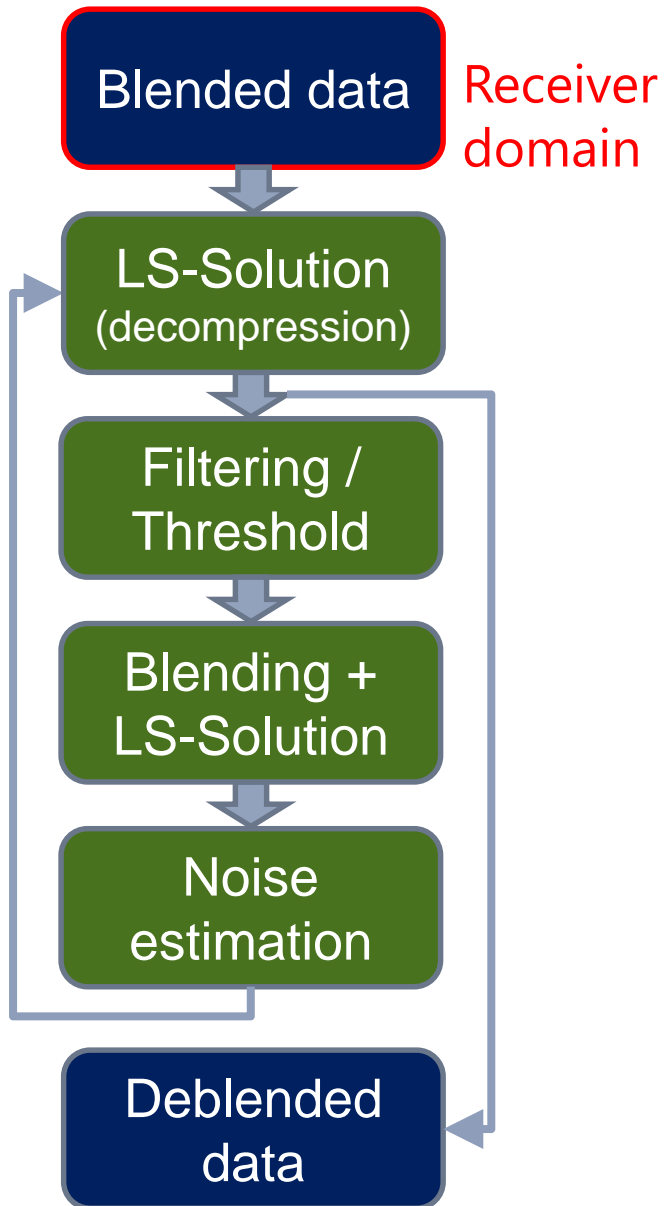 Blended data
Receiver
domain
LS-Solution
(decompression)
Filtering /
Threshold
Blending +
LS-Solution
Noise
estimation
Deblended
data